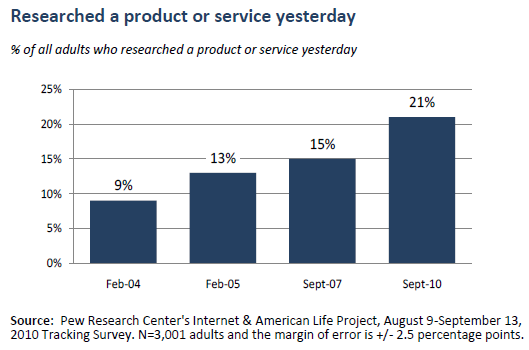 Researched a product or service yesterday
% of all adults who researched a product or service yesterday
25%
20%
15%
10%
5%
0%
9%
13%
15%
21%
Feb-04
Feb-05
Sept-07
Sept-10
Source:  Pew Research Center's Internet & American Life Project, August 9-September 13,
2010 Tracking Survey. N=3,001 adults and the margin of error is +/- 2.5 percentage points.